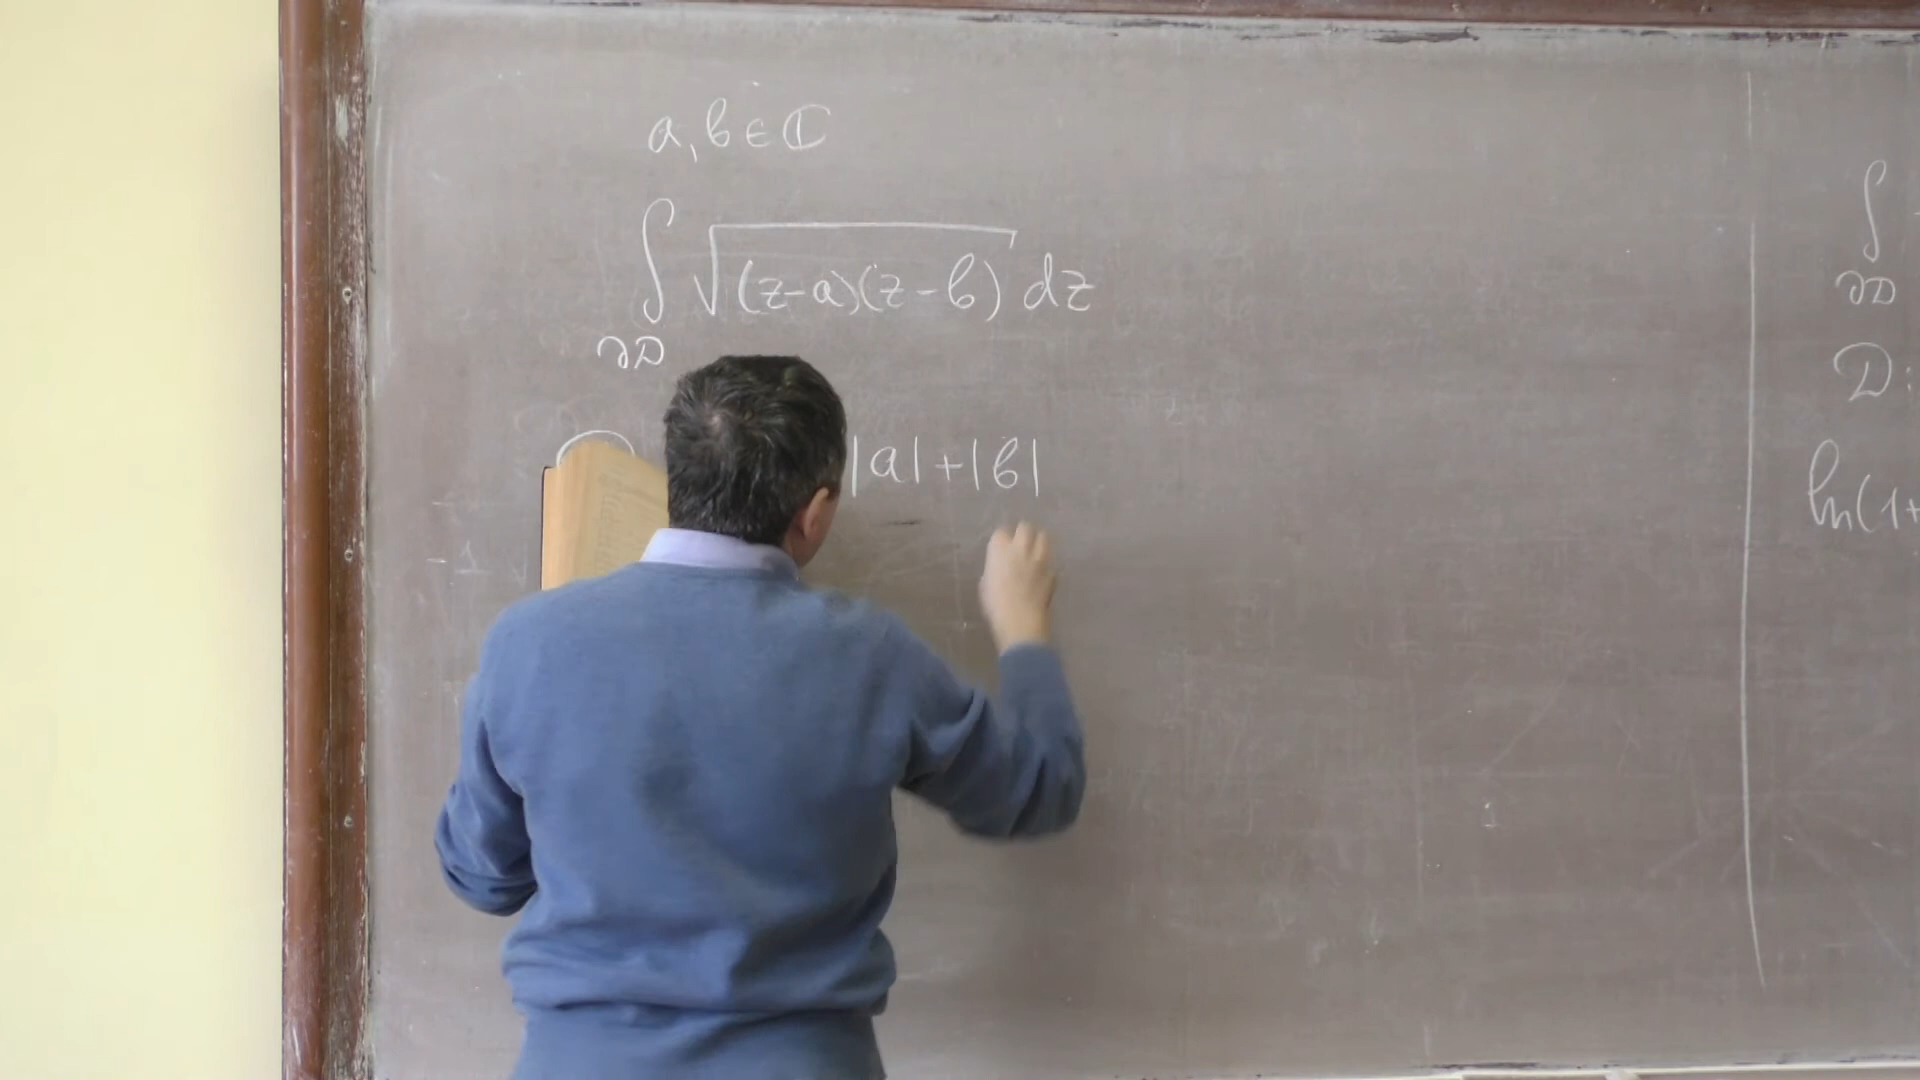 a, b ∈ ℂ
∫ √(z-a)(z-b) dz
∂D
|a|+|b|
∫
∂D
D:
ln(1+